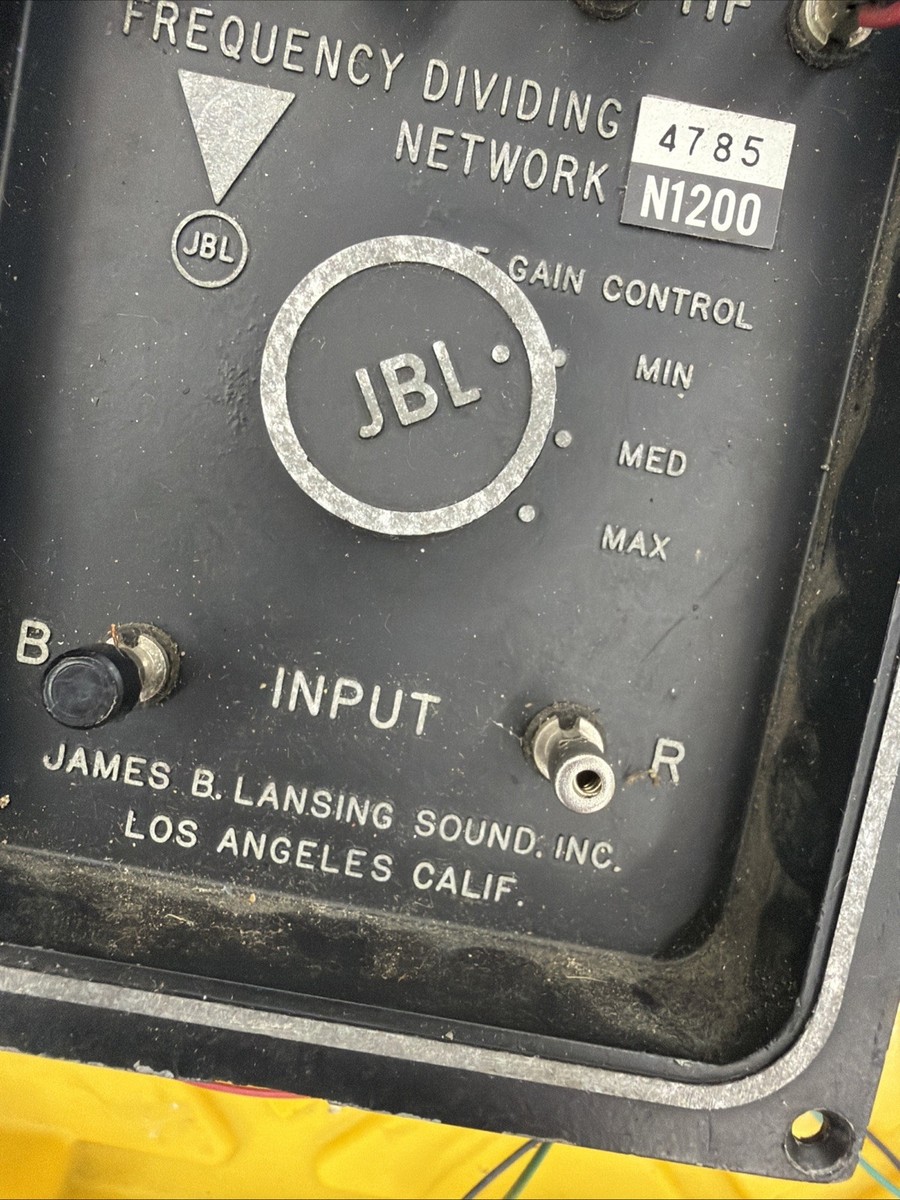 HF
FREQUENCY DIVIDING
NETWORK
4785
N1200
JBL
GAIN CONTROL
JBL
MIN
MED
MAX
B
INPUT
R
JAMES B. LANSING SOUND. INC.
LOS ANGELES CALIF.